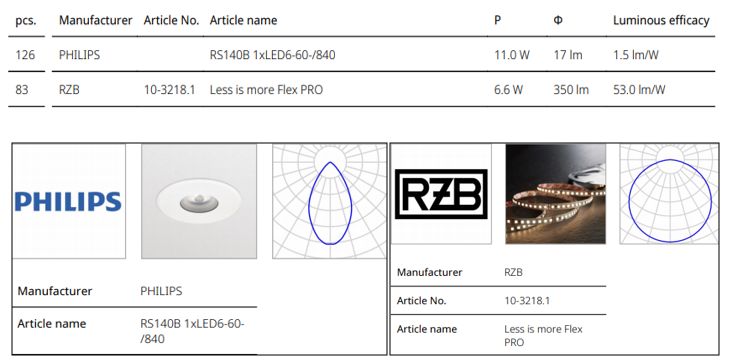 pcs. Manufacturer Article No. Article name P Φ Luminous efficacy
126 PHILIPS RS140B 1xLED6-60-/840 11.0 W 17 lm 1.5 lm/W
83 RZB 10-3218.1 Less is more Flex PRO 6.6 W 350 lm 53.0 lm/W
PHILIPS
Manufacturer PHILIPS
Article name RS140B 1xLED6-60-
/840
RZB
Manufacturer RZB
Article No. 10-3218.1
Article name Less is more Flex
PRO